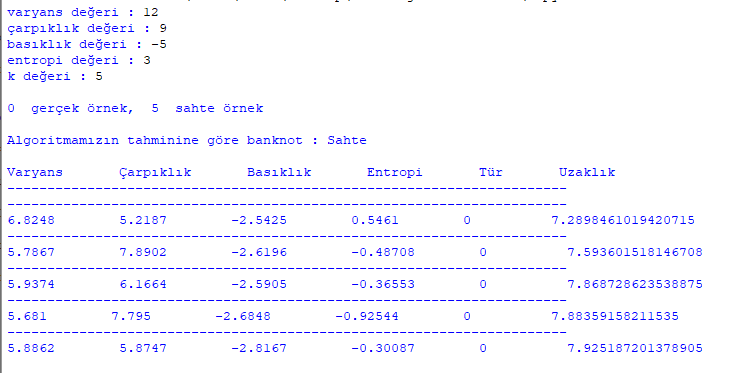 varyans değeri : 12
çarpıklık değeri : 9
basıklık değeri : -5
entropi değeri : 3
k değeri : 5
0  gerçek örnek,  5  sahte örnek
Algoritmamızın tahminine göre banknot : Sahte
Varyans Çarpıklık Basıklık Entropi Tür Uzaklık
----------------------------------------------------------------------
----------------------------------------------------------------------
6.8248 5.2187 -2.5425 0.5461 0 7.2898461019420715
----------------------------------------------------------------------
5.7867 7.8902 -2.6196 -0.48708 0 7.593601518146708
----------------------------------------------------------------------
5.9374 6.1664 -2.5905 -0.36553 0 7.868728623538875
----------------------------------------------------------------------
5.681 7.795 -2.6848 -0.92544 0 7.88359158211535
----------------------------------------------------------------------
5.8862 5.8747 -2.8167 -0.30087 0 7.925187201378905